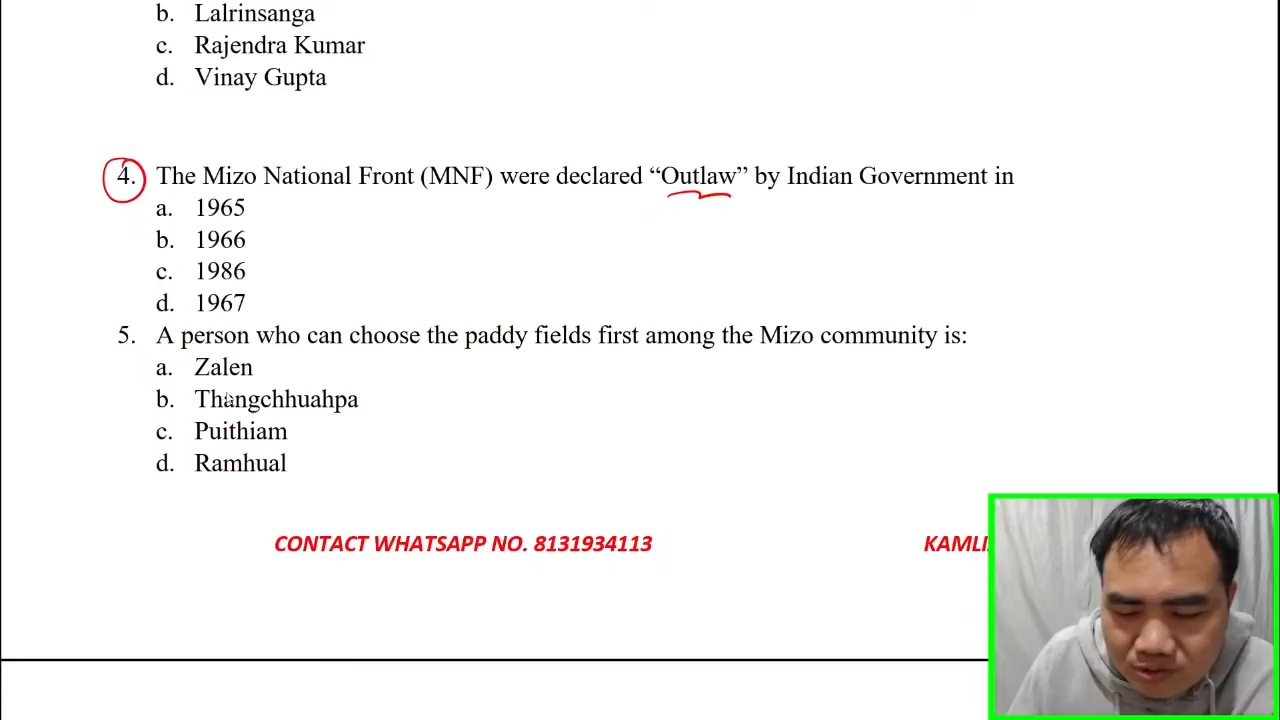 b. Lalrinsanga
c. Rajendra Kumar
d. Vinay Gupta
4. The Mizo National Front (MNF) were declared “Outlaw” by Indian Government in
a. 1965
b. 1966
c. 1986
d. 1967
5. A person who can choose the paddy fields first among the Mizo community is:
a. Zalen
b. Thangchhuahpa
c. Puithiam
d. Ramhual
CONTACT WHATSAPP NO. 8131934113